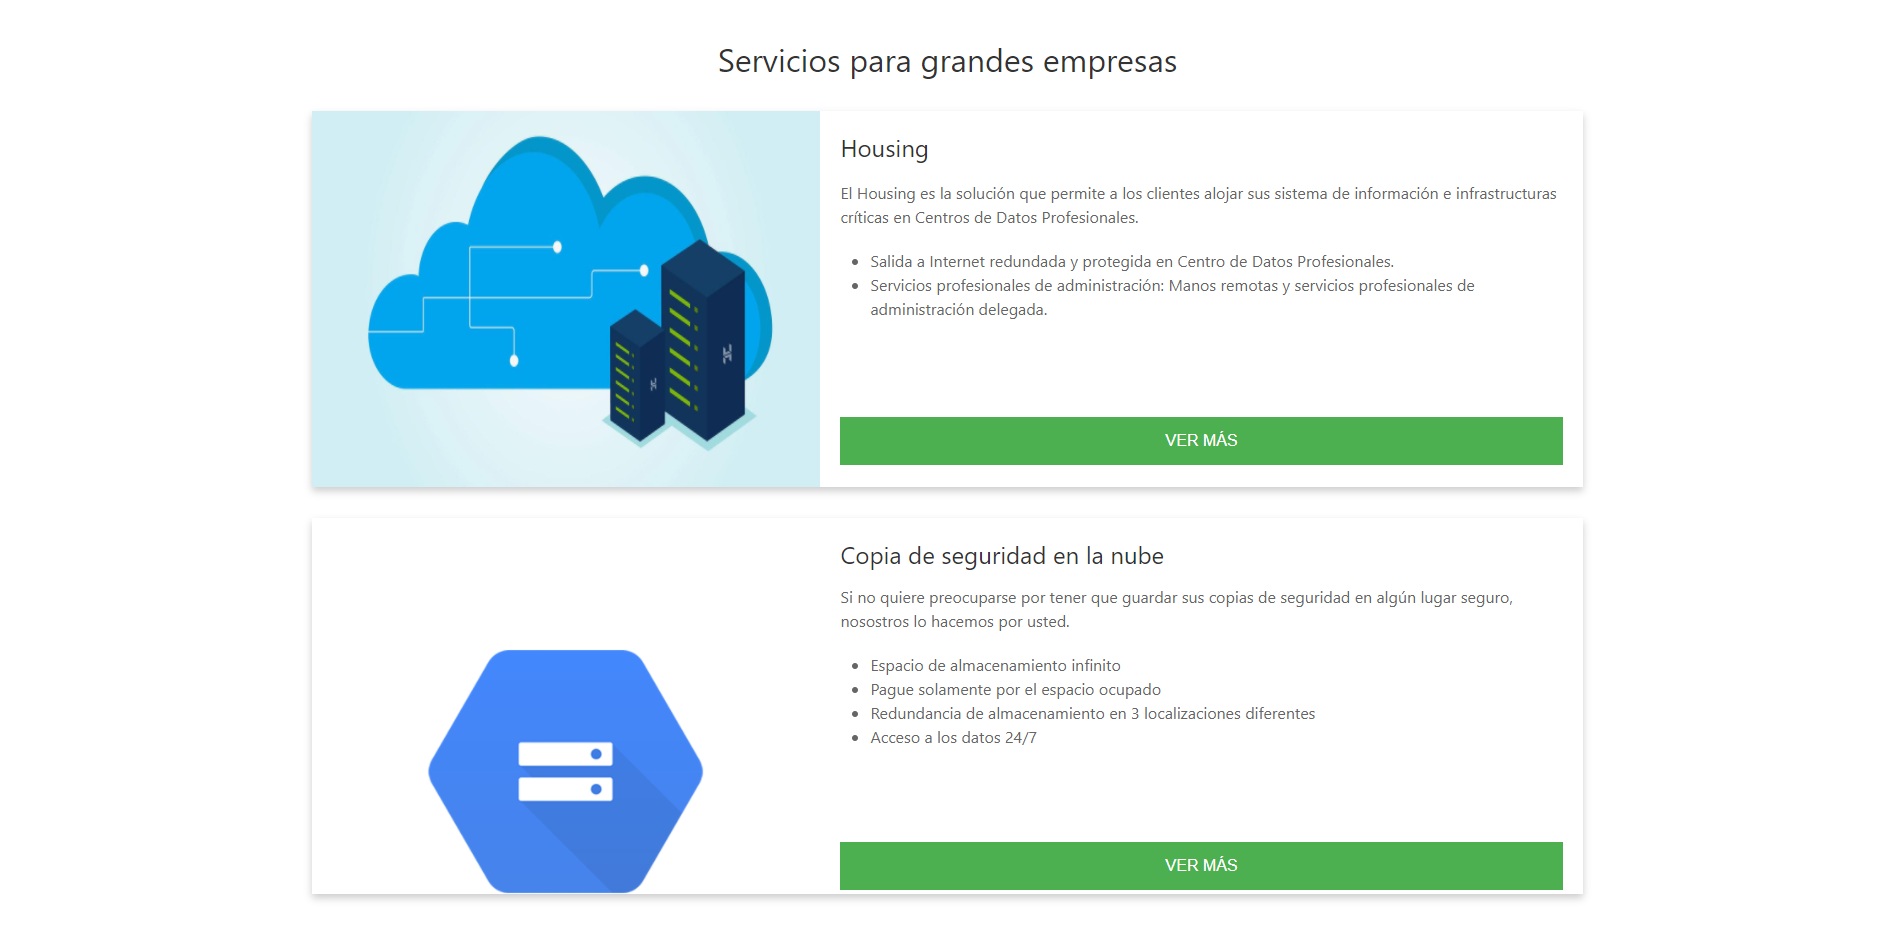 Servicios para grandes empresas
Housing
El Housing es la solución que permite a los clientes alojar sus sistema de información e infrastructuras
críticas en Centros de Datos Profesionales.
Salida a Internet redundada y protegida en Centro de Datos Profesionales.
Servicios profesionales de administración: Manos remotas y servicios profesionales de
administración delegada.
VER MÁS
Copia de seguridad en la nube
Si no quiere preocuparse por tener que guardar sus copias de seguridad en algún lugar seguro,
nosostros lo hacemos por usted.
Espacio de almacenamiento infinito
Pague solamente por el espacio ocupado
Redundancia de almacenamiento en 3 localizaciones diferentes
Acceso a los datos 24/7
VER MÁS